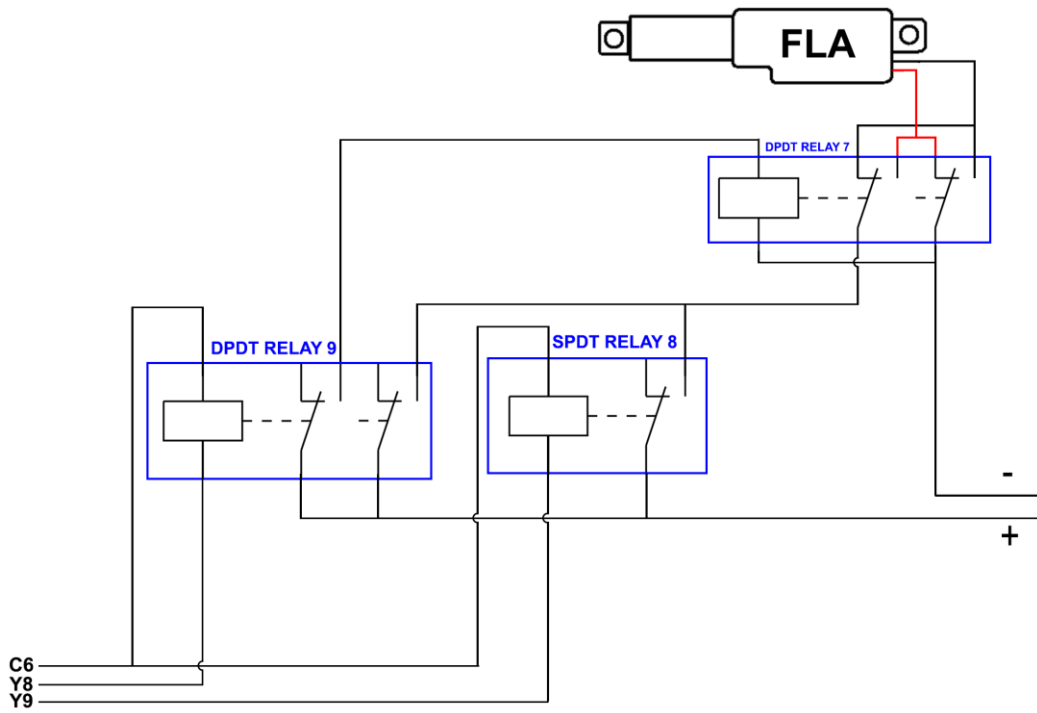 FLA
DPDT RELAY 7
DPDT RELAY 9
SPDT RELAY 8
-
+
C6
Y8
Y9